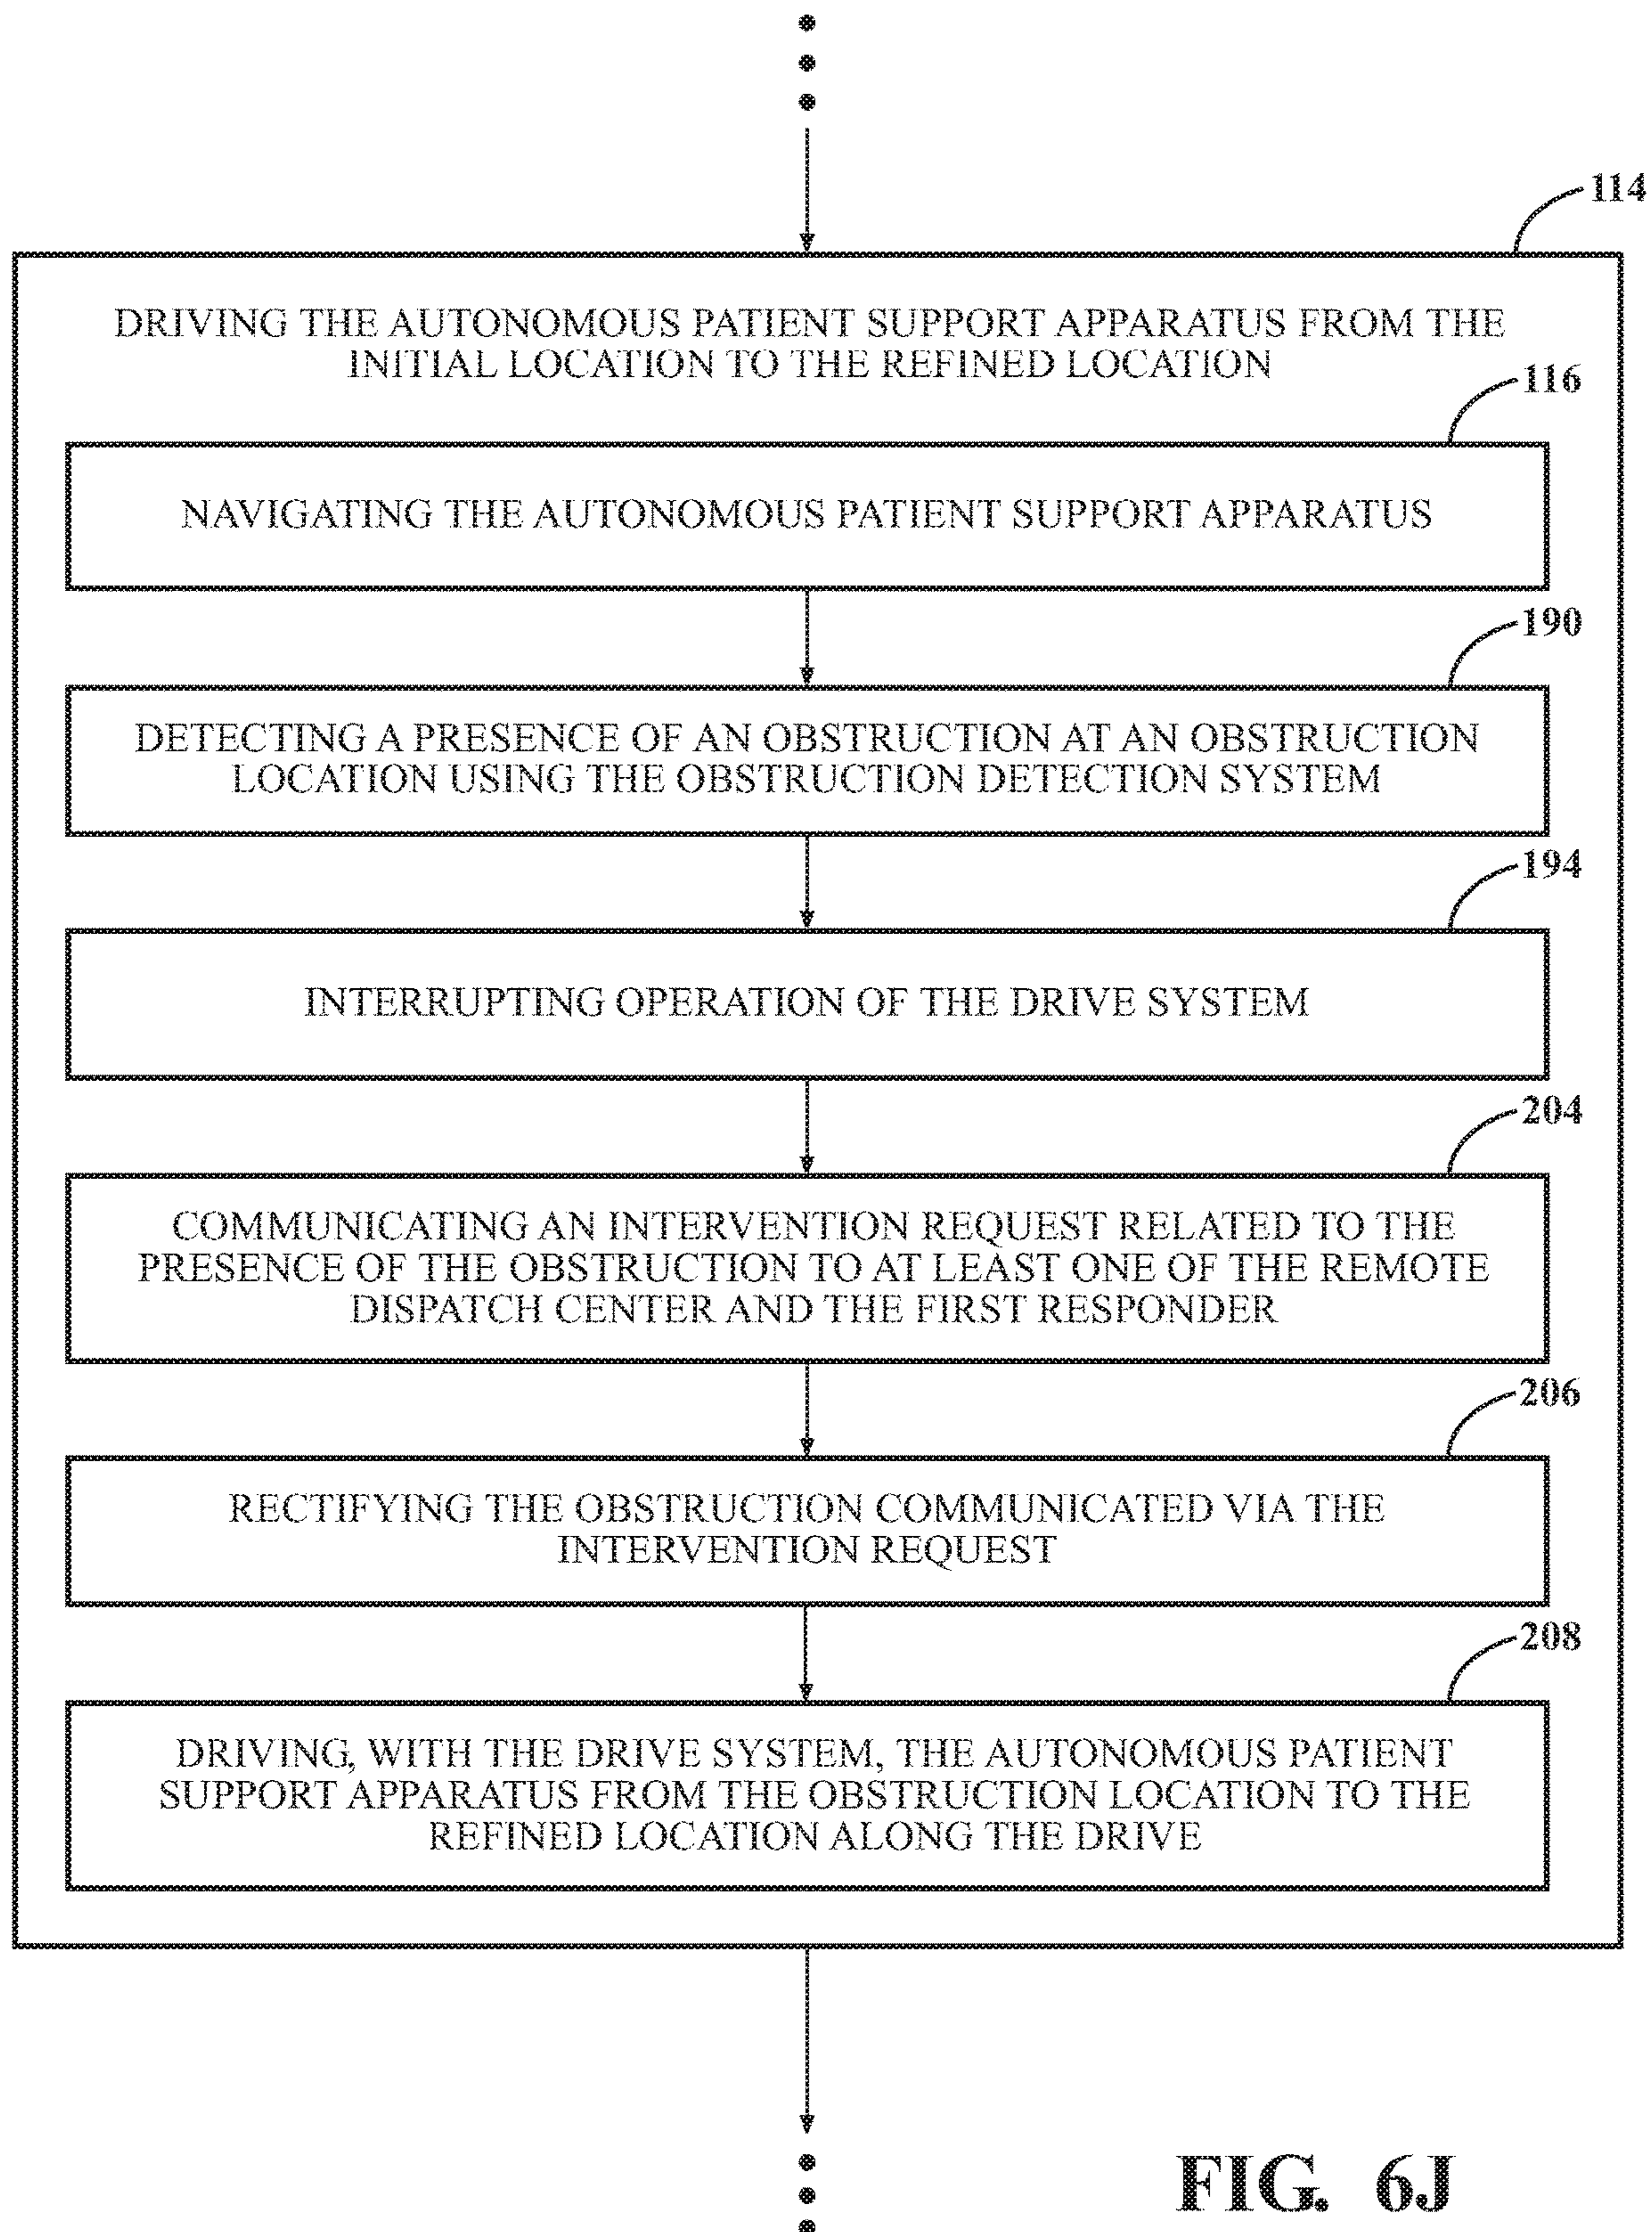 114
DRIVING THE AUTONOMOUS PATIENT SUPPORT APPARATUS FROM THE
INITIAL LOCATION TO THE REFINED LOCATION
116
NAVIGATING THE AUTONOMOUS PATIENT SUPPORT APPARATUS
190
DETECTING A PRESENCE OF AN OBSTRUCTION AT AN OBSTRUCTION
LOCATION USING THE OBSTRUCTION DETECTION SYSTEM
194
INTERRUPTING OPERATION OF THE DRIVE SYSTEM
204
COMMUNICATING AN INTERVENTION REQUEST RELATED TO THE
PRESENCE OF THE OBSTRUCTION TO AT LEAST ONE OF THE REMOTE
DISPATCH CENTER AND THE FIRST RESPONDER
206
RECTIFYING THE OBSTRUCTION COMMUNICATED VIA THE
INTERVENTION REQUEST
208
DRIVING, WITH THE DRIVE SYSTEM, THE AUTONOMOUS PATIENT
SUPPORT APPARATUS FROM THE OBSTRUCTION LOCATION TO THE
REFINED LOCATION ALONG THE DRIVE
FIG. 6J